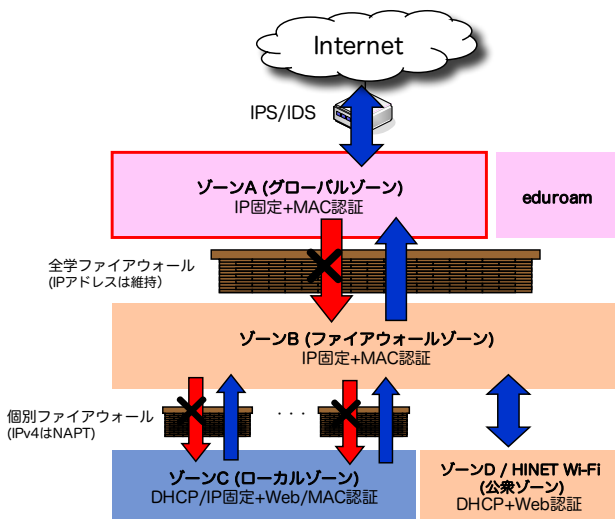 Internet
IPS/IDS
ゾーンA (グローバルゾーン)
IP固定+MAC認証
eduroam
全学ファイアウォール
(IPアドレスは維持)
ゾーンB (ファイアウォールゾーン)
IP固定+MAC認証
個別ファイアウォール
(IPv4はNAPT)
・・・
ゾーンC (ローカルゾーン)
DHCP/IP固定+Web/MAC認証
ゾーンD / HINET Wi-Fi
(公衆ゾーン)
DHCP+Web認証